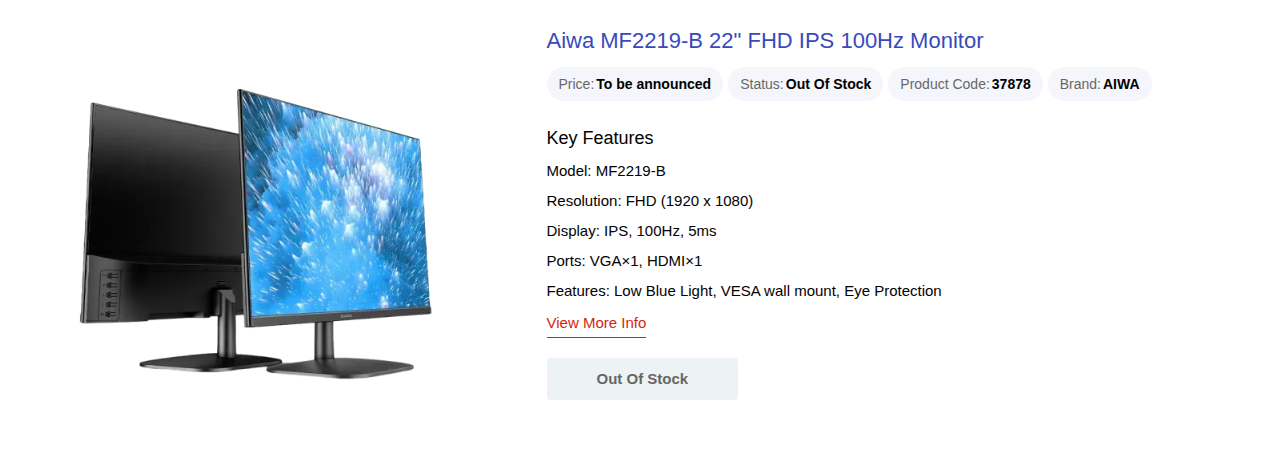 Aiwa MF2219-B 22" FHD IPS 100Hz Monitor
Price: To be announced Status: Out Of Stock Product Code: 37878 Brand: AIWA
Key Features
Model: MF2219-B
Resolution: FHD (1920 x 1080)
Display: IPS, 100Hz, 5ms
Ports: VGA×1, HDMI×1
Features: Low Blue Light, VESA wall mount, Eye Protection
View More Info
Out Of Stock